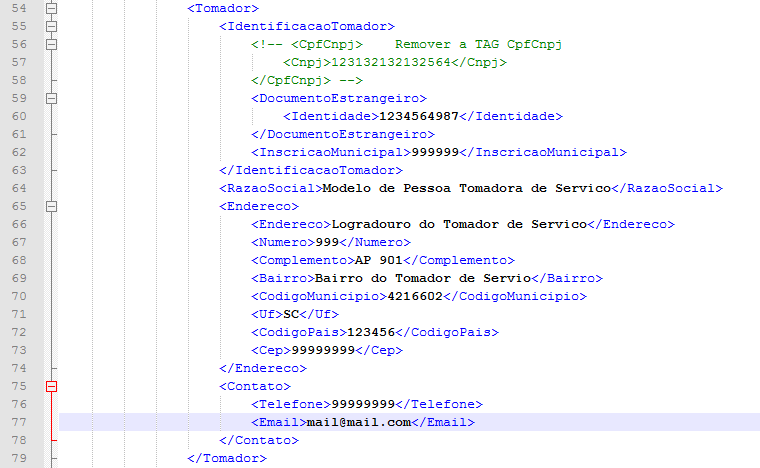 54 <Tomador>
55 <IdentificacaoTomador>
56 <!-- <CpfCnpj> Remover a TAG CpfCnpj
57 <Cnpj>123132132132564</Cnpj>
58 </CpfCnpj> -->
59 <DocumentoEstrangeiro>
60 <Identidade>1234564987</Identidade>
61 </DocumentoEstrangeiro>
62 <InscricaoMunicipal>999999</InscricaoMunicipal>
63 </IdentificacaoTomador>
64 <RazaoSocial>Modelo de Pessoa Tomadora de Servico</RazaoSocial>
65 <Endereco>
66 <Endereco>Logradouro do Tomador de Servico</Endereco>
67 <Numero>999</Numero>
68 <Complemento>AP 901</Complemento>
69 <Bairro>Bairro do Tomador de Servio</Bairro>
70 <CodigoMunicipio>4216602</CodigoMunicipio>
71 <Uf>SC</Uf>
72 <CodigoPais>123456</CodigoPais>
73 <Cep>99999999</Cep>
74 </Endereco>
75 <Contato>
76 <Telefone>99999999</Telefone>
77 <Email>mail@mail.com</Email>
78 </Contato>
79 </Tomador>